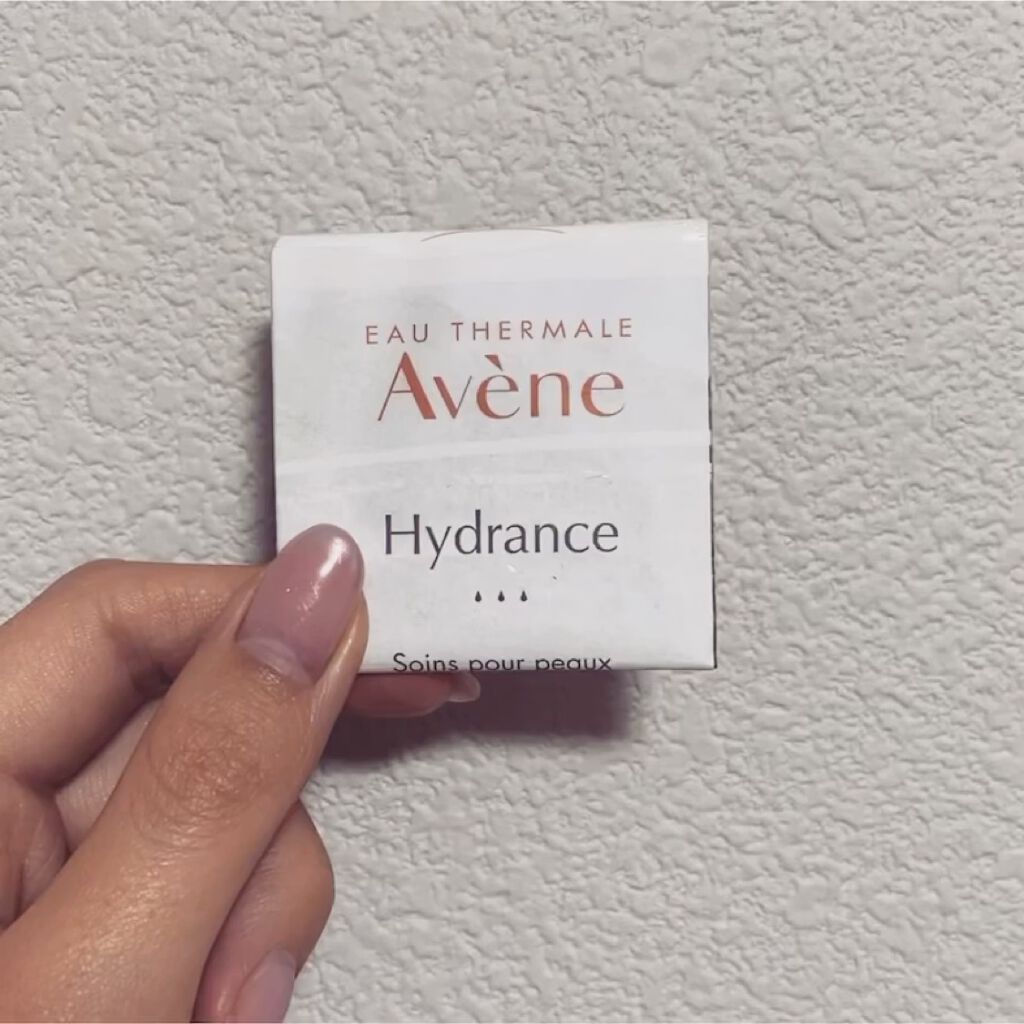 EAU THERMALE
Avène
Hydrance
Soins pour peaux